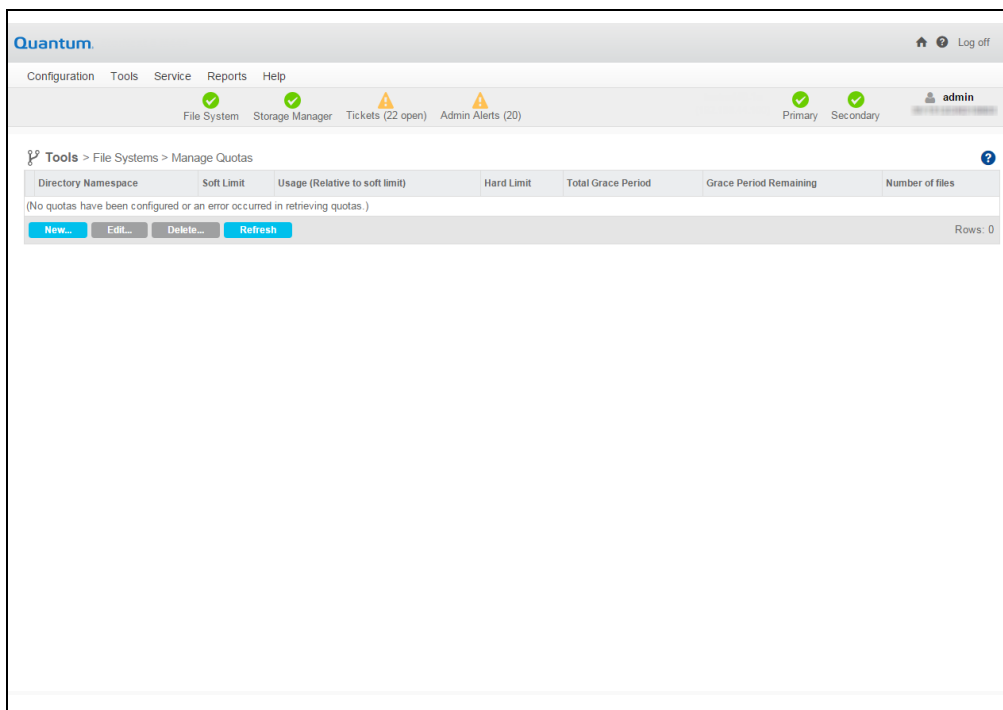 Quantum.
Log off
Configuration Tools Service Reports Help
File System Storage Manager Tickets (22 open) Admin Alerts (20) Primary Secondary admin
Tools > File Systems > Manage Quotas
Directory Namespace Soft Limit Usage (Relative to soft limit) Hard Limit Total Grace Period Grace Period Remaining Number of files
(No quotas have been configured or an error occurred in retrieving quotas.)
New... Edit... Delete... Refresh Rows: 0